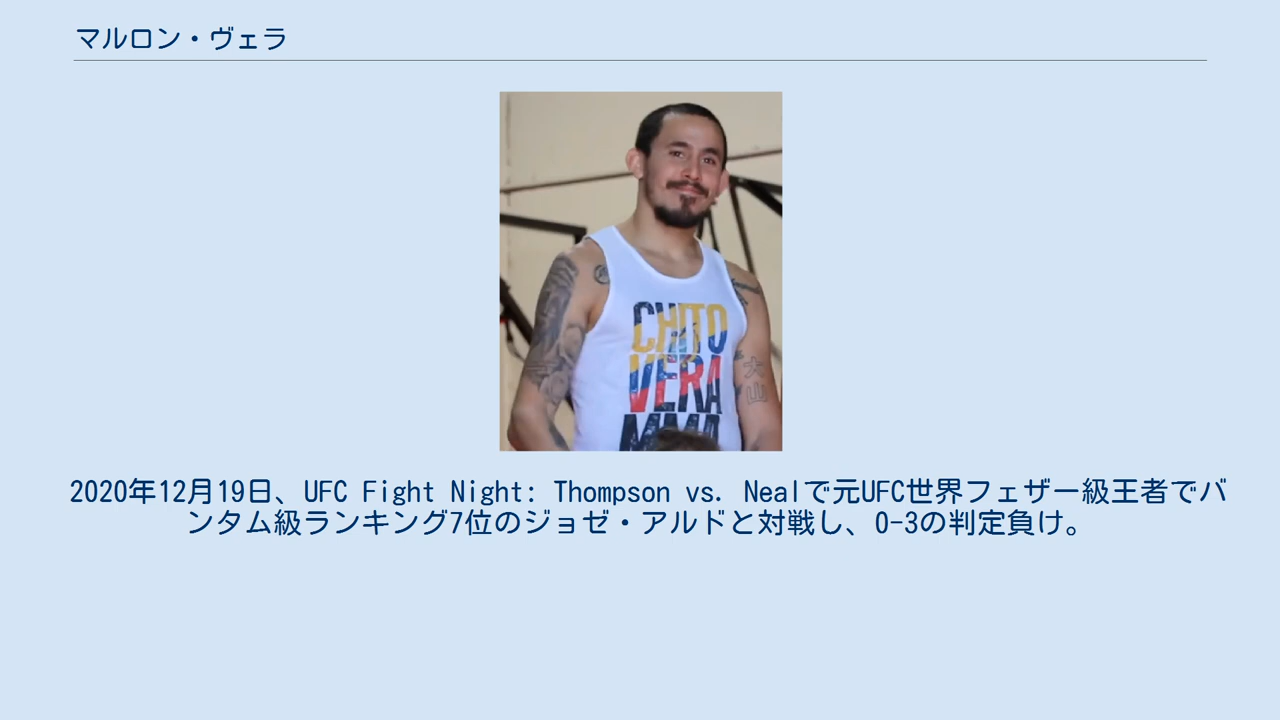 マルロン・ヴェラ
CHITO
VERA
MMA
大
山
2020年12月19日、UFC Fight Night: Thompson vs. Nealで元UFC世界フェザー級王者でバ
ンタム級ランキング7位のジョゼ・アルドと対戦し、0-3の判定負け。